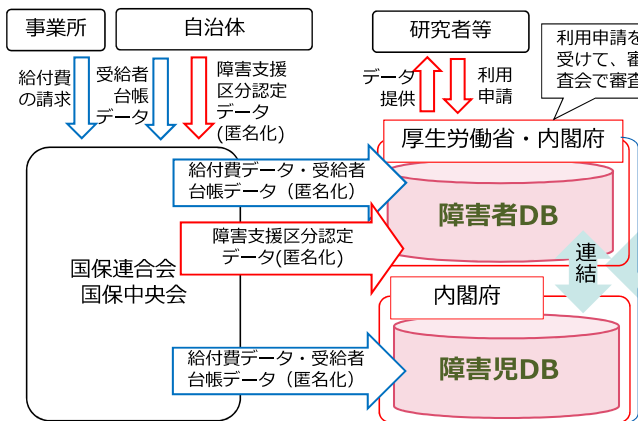 事業所
自治体
研究者等
給付費
の請求
受給者
台帳
データ
障害支援
区分認定
データ
(匿名化)
データ
提供
利用
申請
利用申請を
受けて、審
査会で審査
厚生労働省・内閣府
給付費データ・受給者
台帳データ（匿名化）
障害者DB
障害支援区分認定
データ(匿名化)
国保連合会
国保中央会
連
結
内閣府
給付費データ・受給者
台帳データ（匿名化）
障害児DB